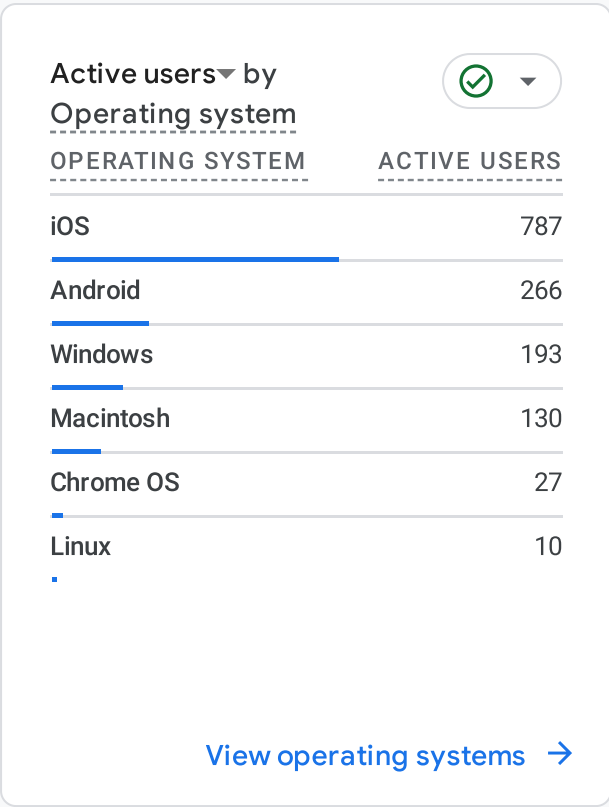 Active users by
Operating system
OPERATING SYSTEM ACTIVE USERS
iOS 787
Android 266
Windows 193
Macintosh 130
Chrome OS 27
Linux 10
View operating systems